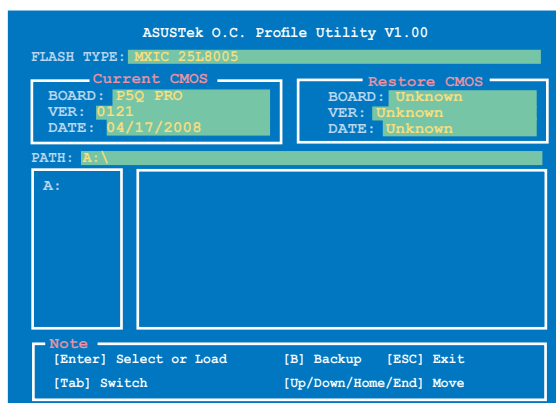 ASUSTek O.C. Profile Utility V1.00
FLASH TYPE: MXIC 25L8005
Current CMOS
BOARD: P5Q PRO
VER: 0121
DATE: 04/17/2008
Restore CMOS
BOARD: Unknown
VER: Unknown
DATE: Unknown
PATH: A:\
A:
Note
[Enter] Select or Load [B] Backup [ESC] Exit
[Tab] Switch [Up/Down/Home/End] Move